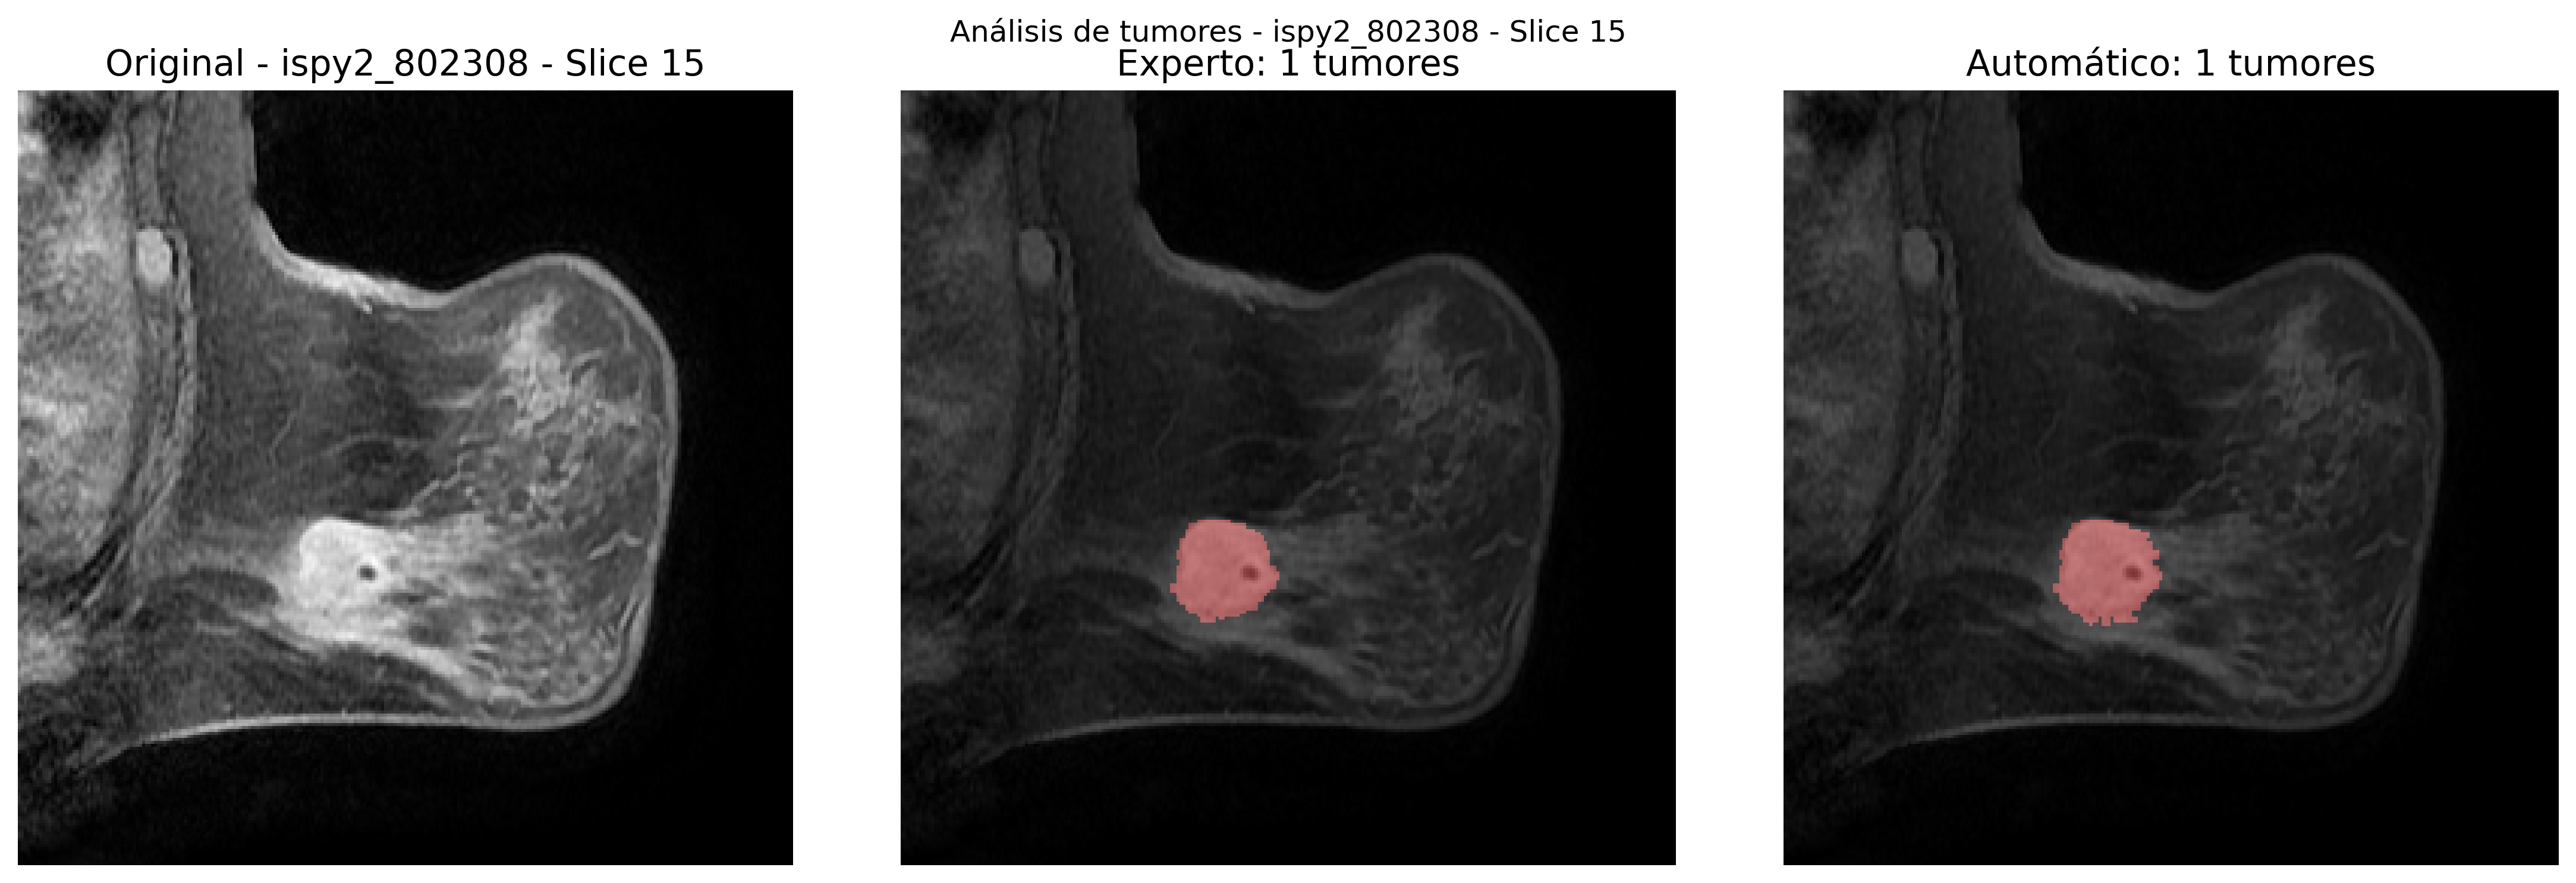 Análisis de tumores - ispy2_802308 - Slice 15
Original - ispy2_802308 - Slice 15
Experto: 1 tumores
Automático: 1 tumores